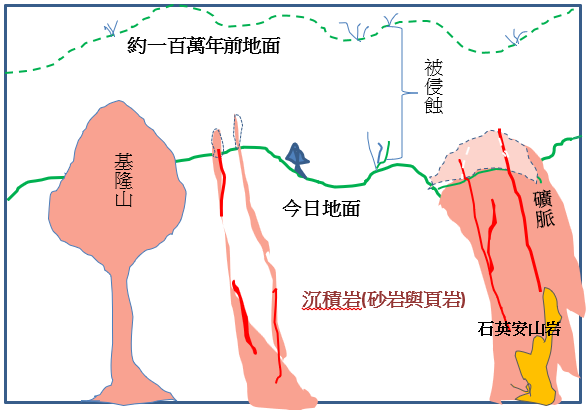 約一百萬年前地面
被侵蝕
基隆山
今日地面
礦脈
沉積岩(砂岩與頁岩)
石英安山岩